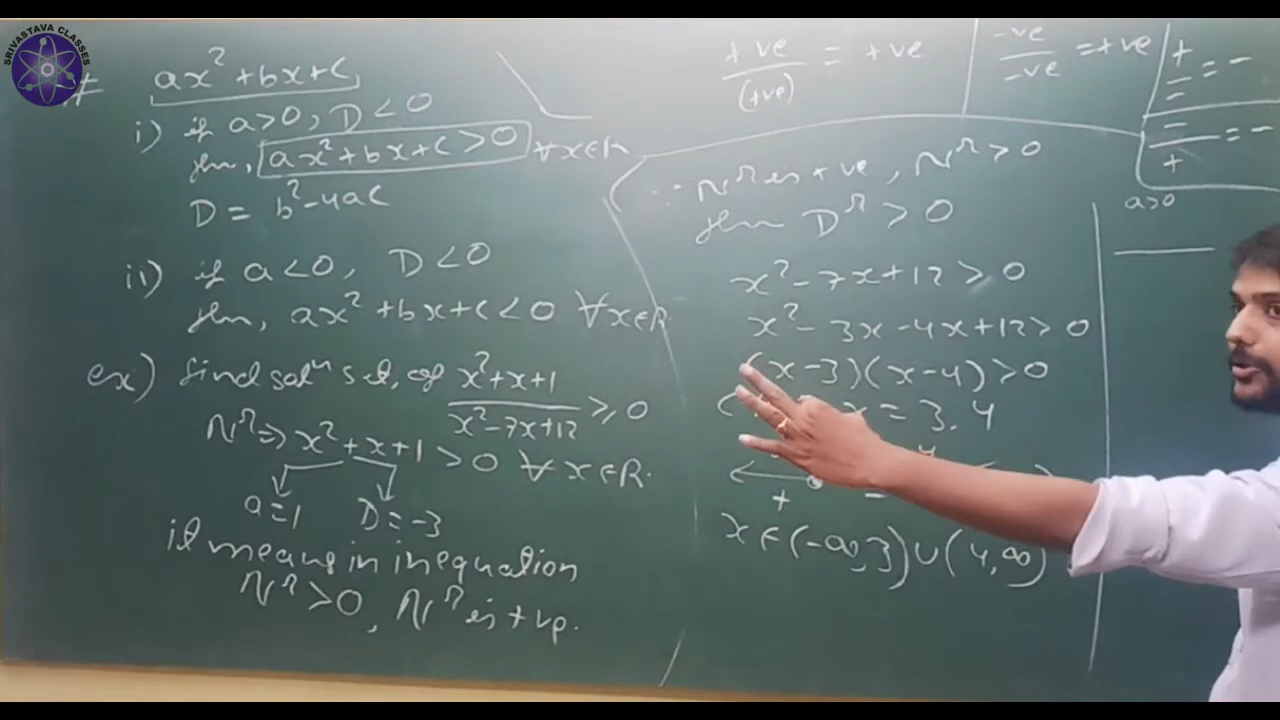 SRIVASTAVA CLASSES
# ax² + bx + c
i) if a>0, D<0
then, ax² + bx + c > 0 ∀x∈R
D = b² - 4ac
ii) if a<0, D<0
then, ax² + bx + c < 0 ∀x∈R.
ex) find solⁿ set, of x² + x + 1 / x² - 7x + 12 ≥ 0
Nʳ ⇒ x² + x + 1 > 0 ∀ x∈R.
a = 1 D = -3
it means in inequation
Nʳ > 0, Nʳ is +ve.
+ve / (+ve) = +ve
-ve / -ve = +ve
+ / - = -
- / + = -
a>0
∵ Nʳ is +ve, Nʳ > 0
then Dʳ > 0
x² - 7x + 12 > 0
x² - 3x - 4x + 12 > 0
(x-3)(x-4) > 0
x = 3, 4
+ -
x ∈ (-∞, 3) ∪ (4, ∞)